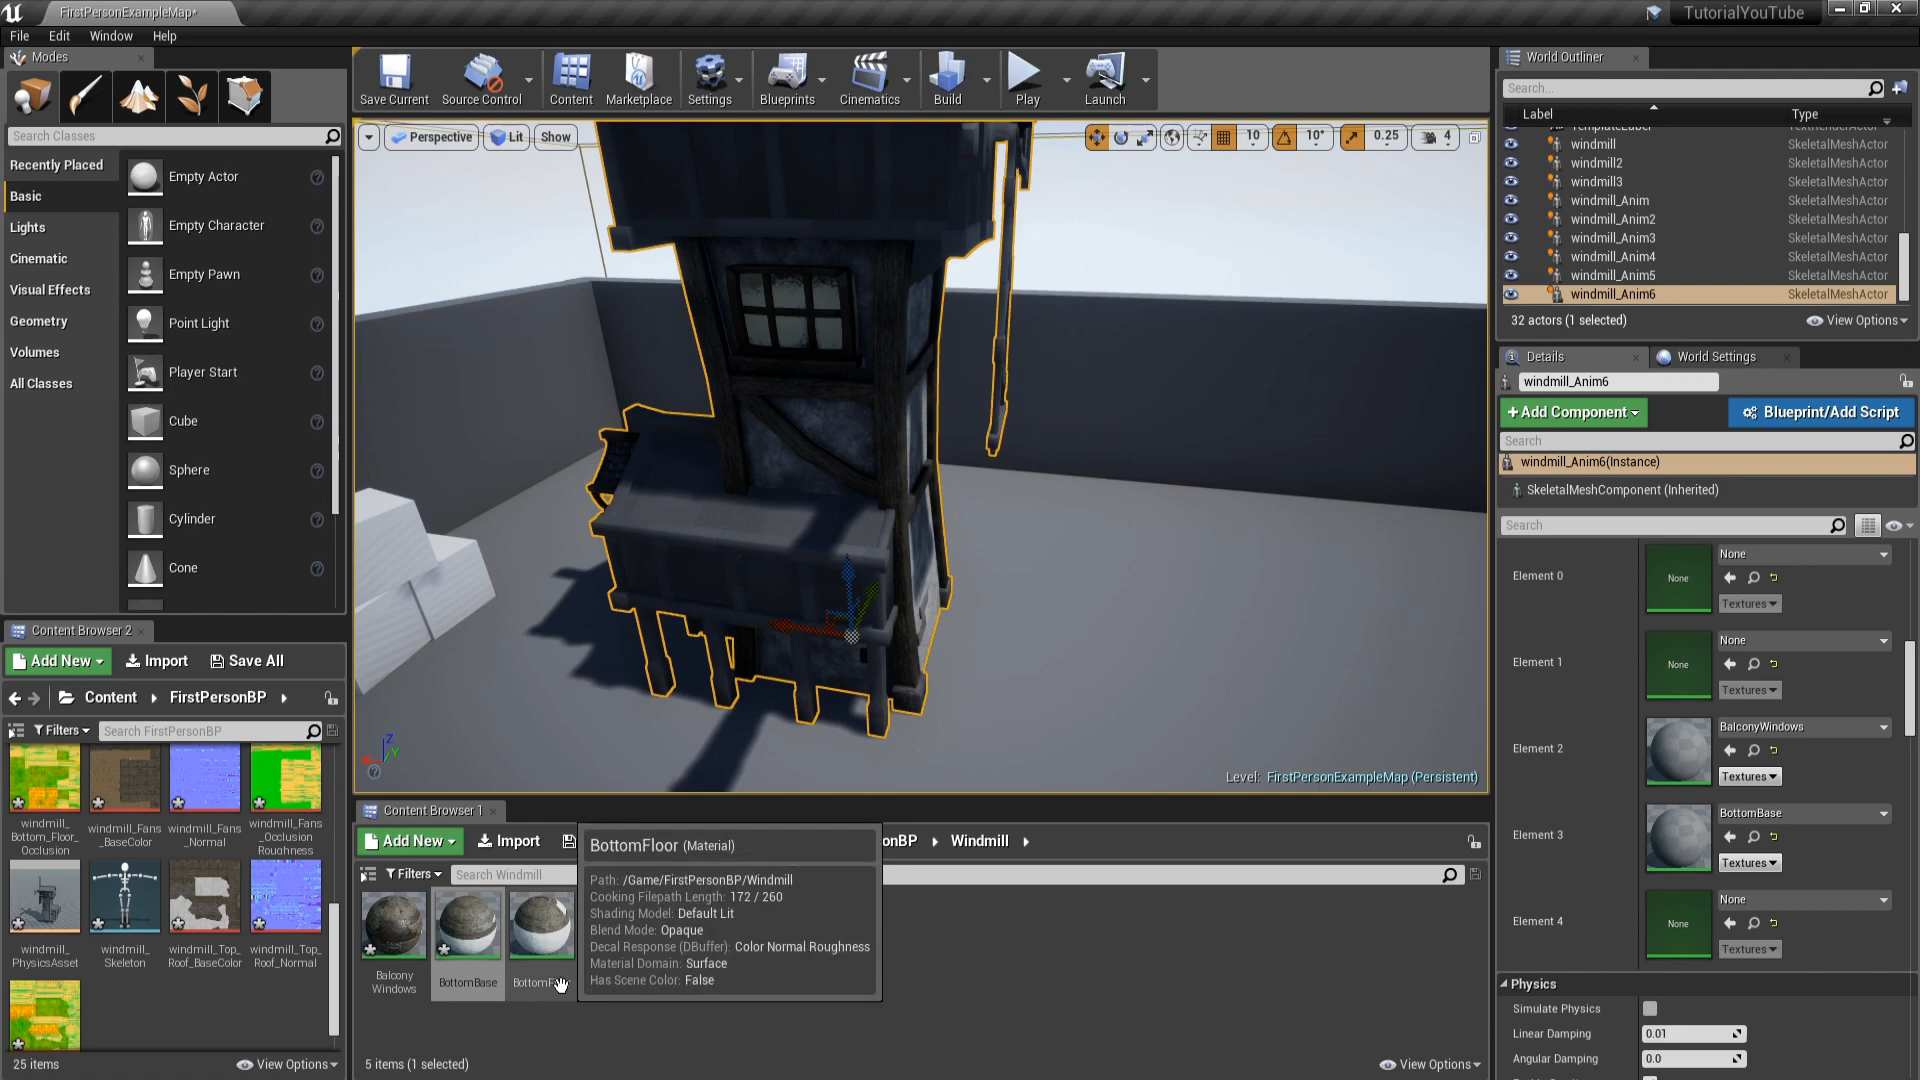 FirstPersonExampleMap*
TutorialYouTube
File Edit Window Help
Modes
Save Current
Source Control
Content
Marketplace
Settings
Blueprints
Cinematics
Build
Play
Launch
Search Classes
Recently Placed
Basic
Lights
Cinematic
Visual Effects
Geometry
Volumes
All Classes
Empty Actor
Empty Character
Empty Pawn
Point Light
Player Start
Cube
Sphere
Cylinder
Cone
Perspective
Lit
Show
10
10°
0.25
4
Level: FirstPersonExampleMap (Persistent)
World Outliner
Search...
Label Type
TemplateLabel TextRenderActor
windmill SkeletalMeshActor
windmill2 SkeletalMeshActor
windmill3 SkeletalMeshActor
windmill_Anim SkeletalMeshActor
windmill_Anim2 SkeletalMeshActor
windmill_Anim3 SkeletalMeshActor
windmill_Anim4 SkeletalMeshActor
windmill_Anim5 SkeletalMeshActor
windmill_Anim6 SkeletalMeshActor
32 actors (1 selected)
View Options
Details
World Settings
windmill_Anim6
+Add Component
Blueprint/Add Script
Search
windmill_Anim6(Instance)
SkeletalMeshComponent (Inherited)
Search
Element 0
None
None
Textures
Element 1
None
None
Textures
Element 2
BalconyWindows
Textures
Element 3
BottomBase
Textures
Element 4
None
None
Textures
Physics
Simulate Physics
Linear Damping 0.01
Angular Damping 0.0
Content Browser 2
Add New
Import
Save All
Content
FirstPersonBP
Filters
Search FirstPersonBP
windmill_
Bottom_Floor_
Occlusion
windmill_Fans
_BaseColor
windmill_Fans
_Normal
windmill_Fans
_Occlusion
Roughness
windmill_
PhysicsAsset
windmill_
Skeleton
windmill_Top_
Roof_BaseColor
windmill_Top_
Roof_Normal
25 items
View Options
Content Browser 1
Add New
Import
onBP
Windmill
Filters
Search Windmill
Balcony
Windows
BottomBase
BottomF
BottomFloor (Material)
Path: /Game/FirstPersonBP/Windmill
Cooking Filepath Length: 172 / 260
Shading Model: Default Lit
Blend Mode: Opaque
Decal Response (DBuffer): Color Normal Roughness
Material Domain: Surface
Has Scene Color: False
5 items (1 selected)
View Options